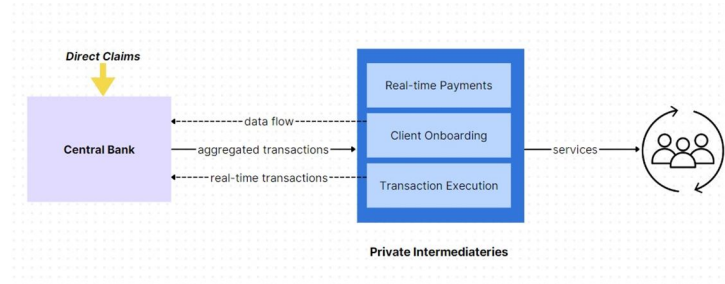 Direct Claims
Central Bank
data flow
aggregated transactions
real-time transactions
Real-time Payments
Client Onboarding
Transaction Execution
services
Private Intermediateries